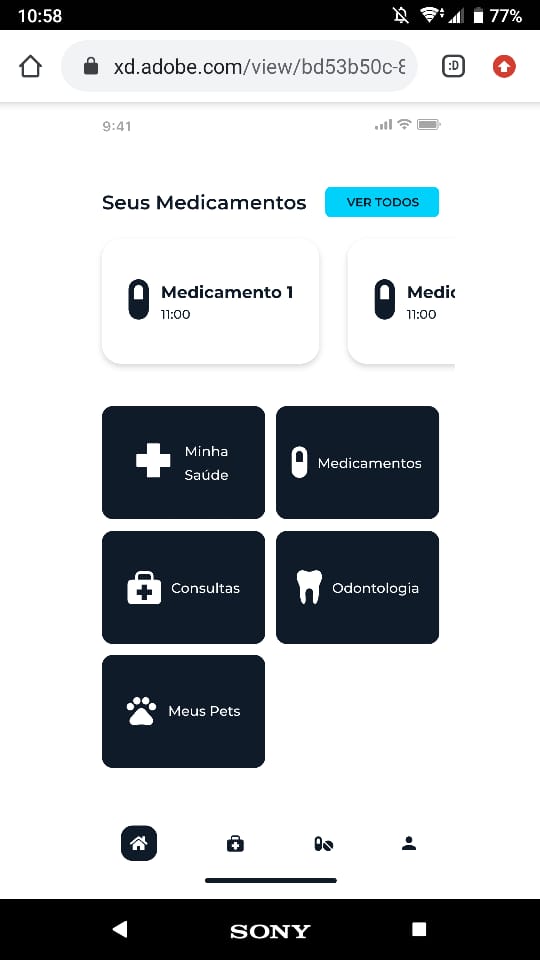 10:58
77%
:D
xd.adobe.com/view/bd53b50c-8
9:41
Seus Medicamentos
VER TODOS
Medicamento 1
11:00
Medic
11:00
Minha
Saúde
Medicamentos
Consultas
Odontologia
Meus Pets
SONY